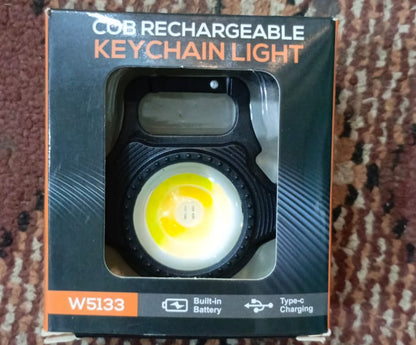 COB RECHARGEABLE
KEYCHAIN LIGHT
W5133
Built-in
Battery
Type-c
Charging